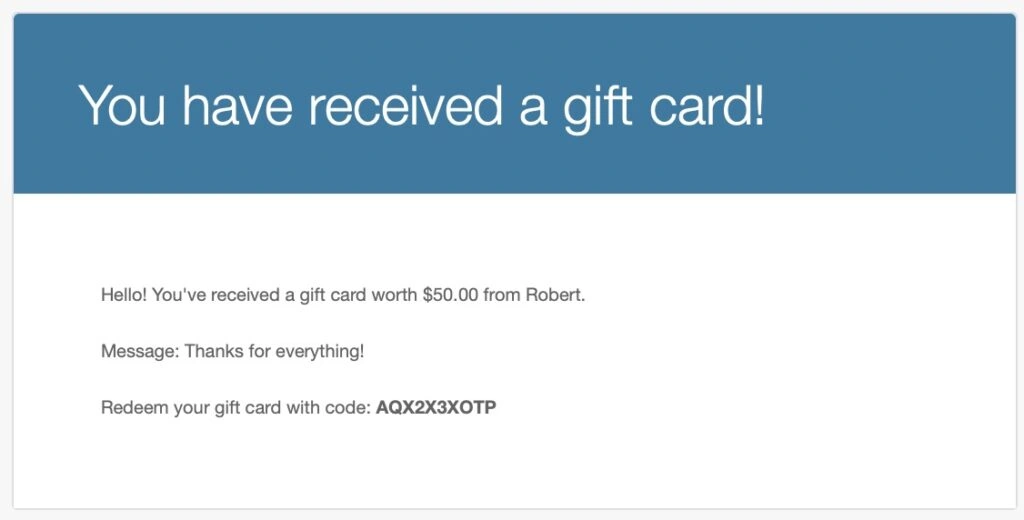 You have received a gift card!
Hello! You've received a gift card worth $50.00 from Robert.
Message: Thanks for everything!
Redeem your gift card with code: AQX2X3XOTP